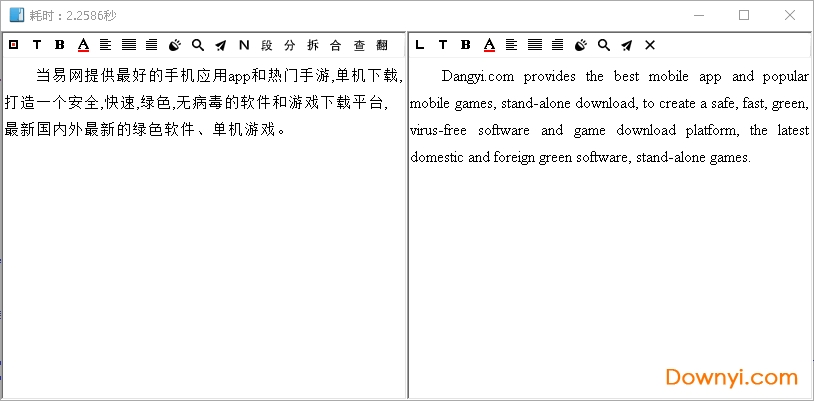 耗时：2.2586秒
T B A N 段 分 拆 合 查 翻
L T B A
当易网提供最好的手机应用app和热门手游,单机下载,
打造一个安全,快速,绿色,无病毒的软件和游戏下载平台,
最新国内外最新的绿色软件、单机游戏。
Dangyi.com provides the best mobile app and popular
mobile games, stand-alone download, to create a safe, fast, green,
virus-free software and game download platform, the latest
domestic and foreign green software, stand-alone games.
Downyi.com